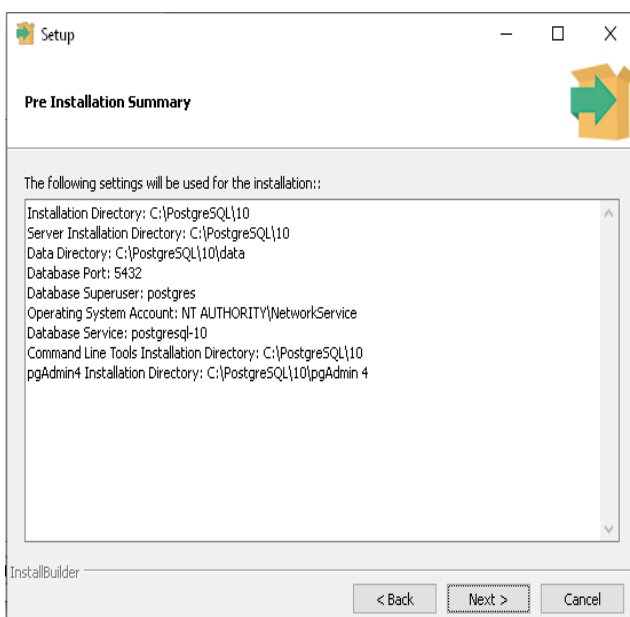 Setup
Pre Installation Summary
The following settings will be used for the installation::
Installation Directory: C:\PostgreSQL\10
Server Installation Directory: C:\PostgreSQL\10
Data Directory: C:\PostgreSQL\10\data
Database Port: 5432
Database Superuser: postgres
Operating System Account: NT AUTHORITY\NetworkService
Database Service: postgresql-10
Command Line Tools Installation Directory: C:\PostgreSQL\10
pgAdmin4 Installation Directory: C:\PostgreSQL\10\pgAdmin 4
InstallBuilder
< Back Next > Cancel